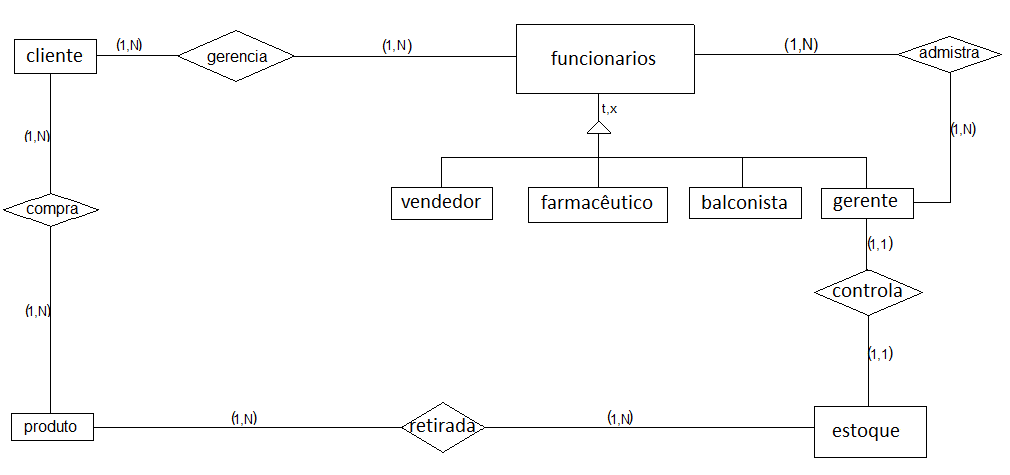 cliente
(1,N)
gerencia
(1,N)
funcionarios
(1,N)
admistra
(1,N)
t,x
vendedor
farmacêutico
balconista
gerente
(1,N)
compra
(1,N)
(1,1)
controla
(1,1)
produto
(1,N)
retirada
(1,N)
estoque